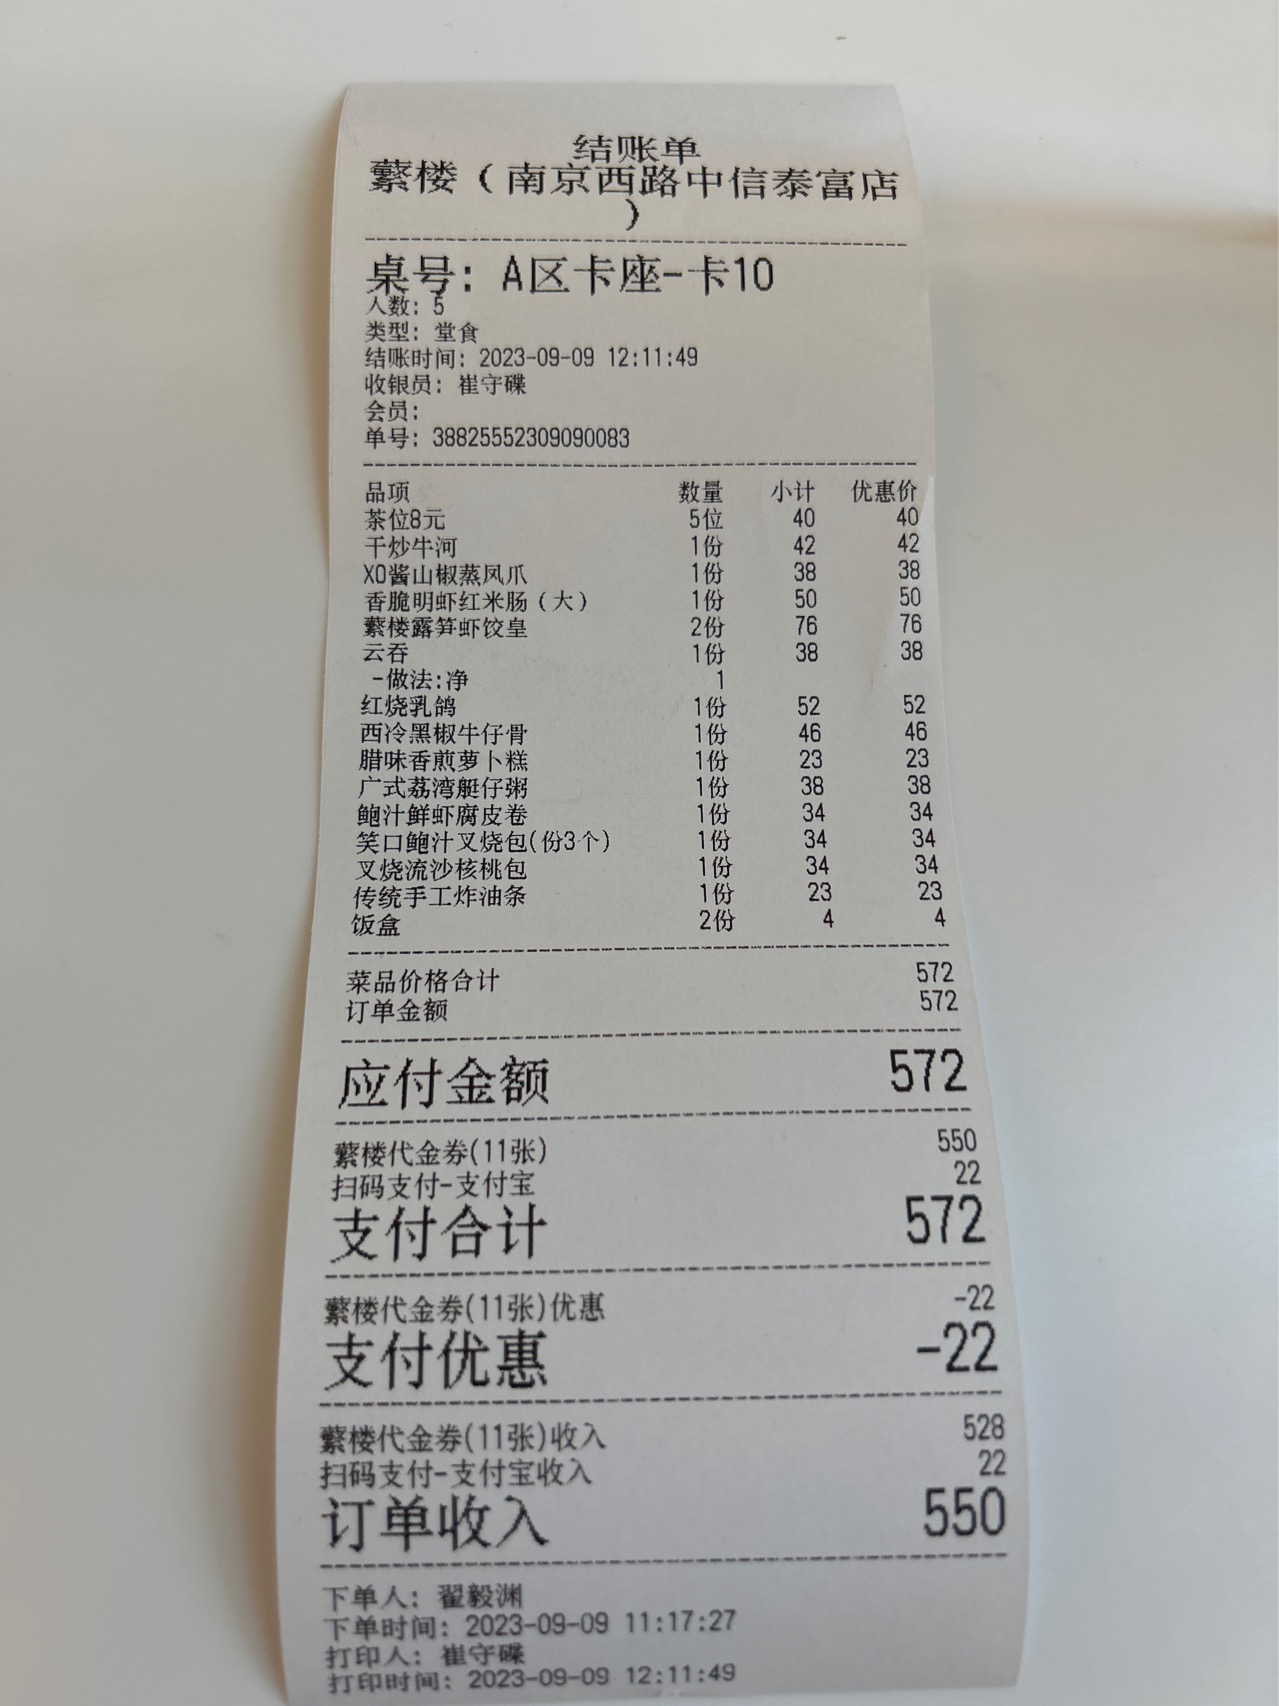 结账单
蘩楼（南京西路中信泰富店
）
桌号: A区卡座-卡10
人数: 5
类型: 堂食
结账时间: 2023-09-09 12:11:49
收银员: 崔守碟
会员:
单号: 38825552309090083
品项 数量 小计 优惠价
茶位8元 5位 40 40
干炒牛河 1份 42 42
XO酱山椒蒸凤爪 1份 38 38
香脆明虾红米肠（大） 1份 50 50
蘩楼露笋虾饺皇 2份 76 76
云吞 1份 38 38
-做法:净 1
红烧乳鸽 1份 52 52
西冷黑椒牛仔骨 1份 46 46
腊味香煎萝卜糕 1份 23 23
广式荔湾艇仔粥 1份 38 38
鲍汁鲜虾腐皮卷 1份 34 34
笑口鲍汁叉烧包(份3个) 1份 34 34
叉烧流沙核桃包 1份 34 34
传统手工炸油条 1份 23 23
饭盒 2份 4 4
菜品价格合计 572
订单金额 572
应付金额 572
蘩楼代金券(11张) 550
扫码支付-支付宝 22
支付合计 572
蘩楼代金券(11张)优惠 -22
支付优惠 -22
蘩楼代金券(11张)收入 528
扫码支付-支付宝收入 22
订单收入 550
下单人: 翟毅渊
下单时间: 2023-09-09 11:17:27
打印人: 崔守碟
打印时间: 2023-09-09 12:11:49